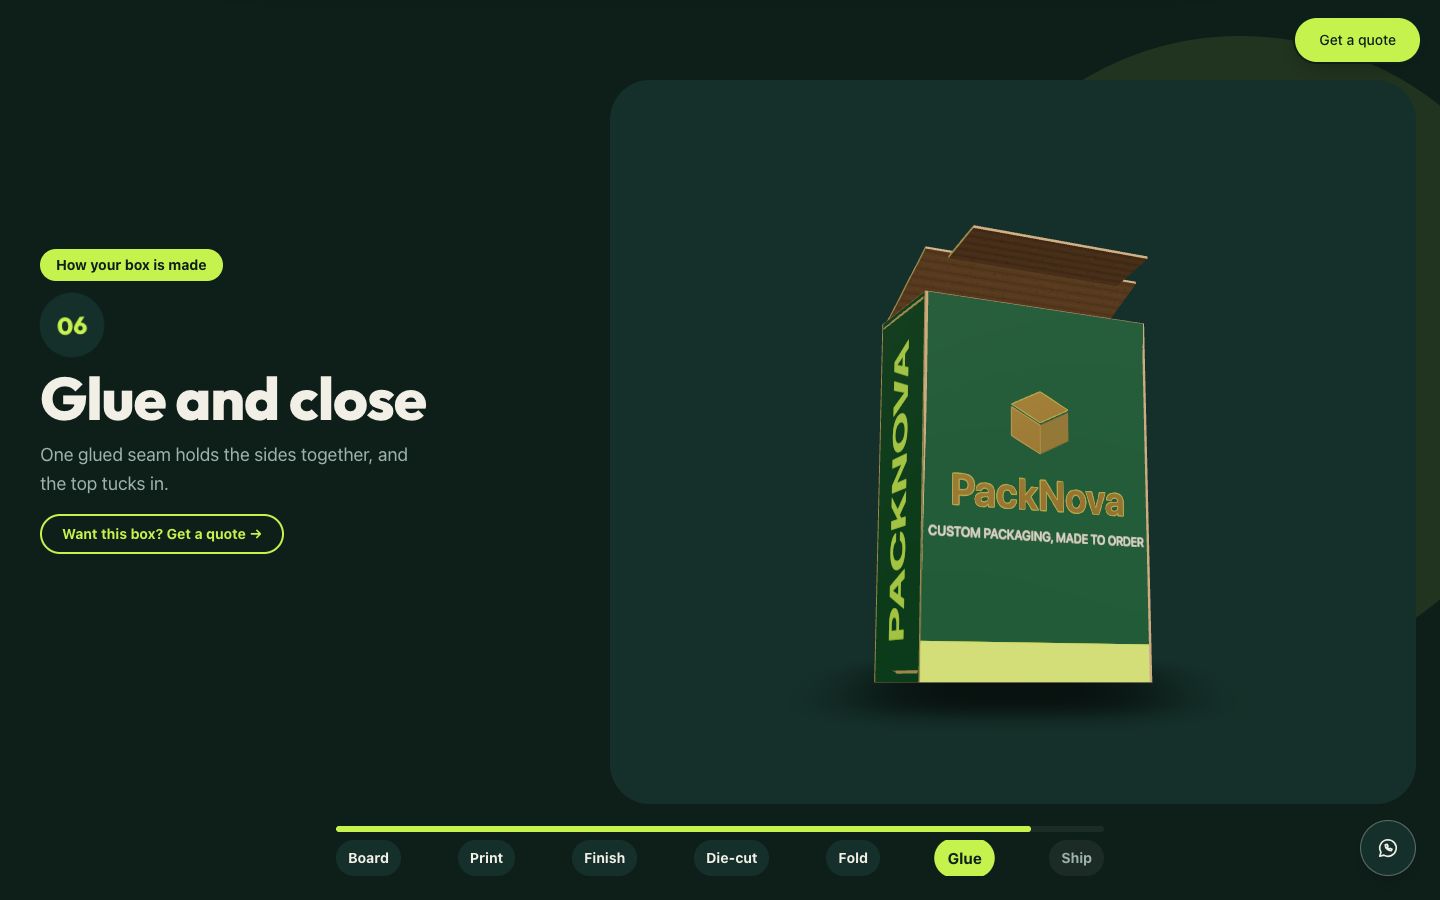 Get a quote
How your box is made
06
Glue and close
One glued seam holds the sides together, and
the top tucks in.
Want this box? Get a quote →
PACKNOVA
PackNova
CUSTOM PACKAGING, MADE TO ORDER
Board
Print
Finish
Die-cut
Fold
Glue
Ship